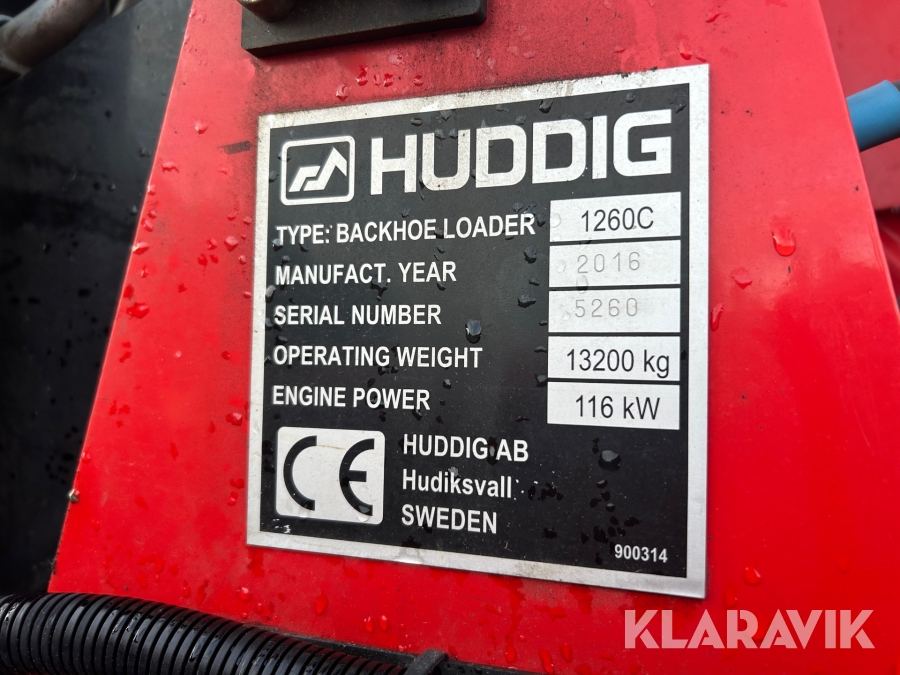 HUDDIG
TYPE: BACKHOE LOADER 1260C
MANUFACT. YEAR 2016
SERIAL NUMBER 5260
OPERATING WEIGHT 13200 kg
ENGINE POWER 116 kW
CE
HUDDIG AB
Hudiksvall
SWEDEN
900314
KLARAVIK